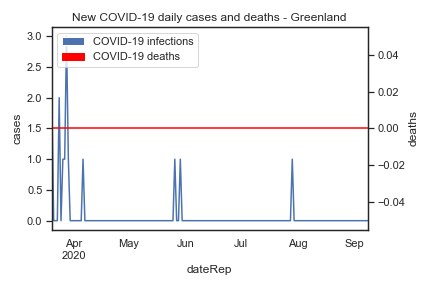 New COVID-19 daily cases and deaths - Greenland
COVID-19 infections
COVID-19 deaths
3.0
2.5
2.0
1.5
1.0
0.5
0.0
cases
0.04
0.02
0.00
−0.02
−0.04
deaths
Apr
2020
May
Jun
Jul
Aug
Sep
dateRep